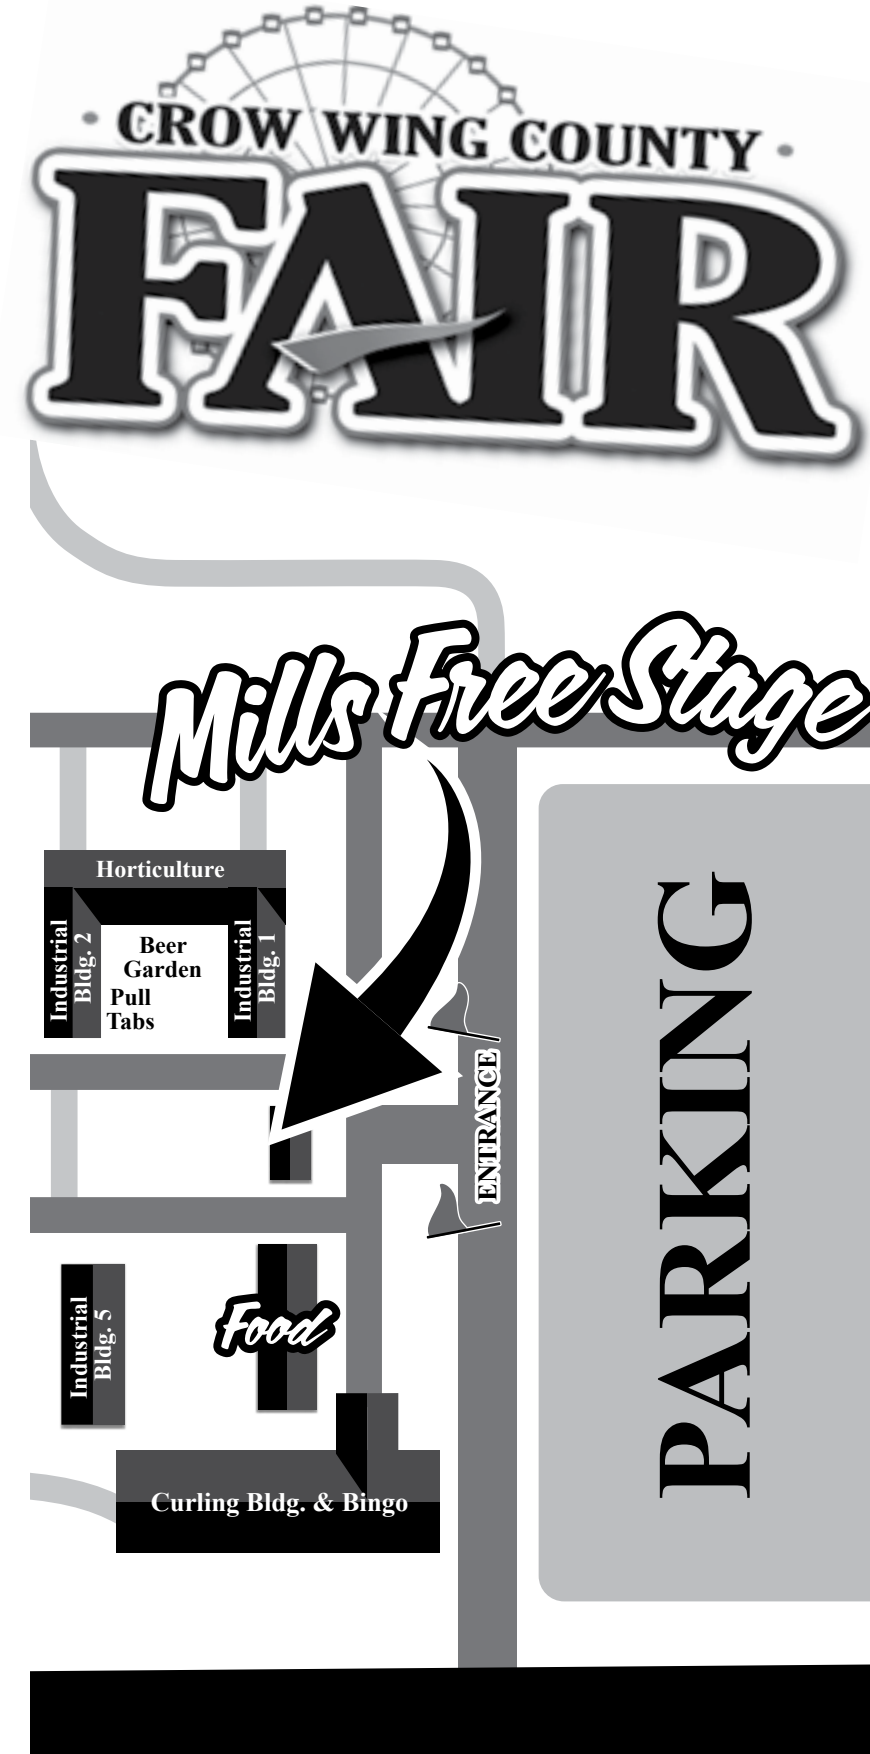 CROW WING COUNTY
FAIR
Mills Free Stage
Horticulture
Industrial
Bldg. 2
Beer
Garden
Pull
Tabs
Industrial
Bldg. 1
ENTRANCE
PARKING
Industrial
Bldg. 5
Food
Curling Bldg. & Bingo